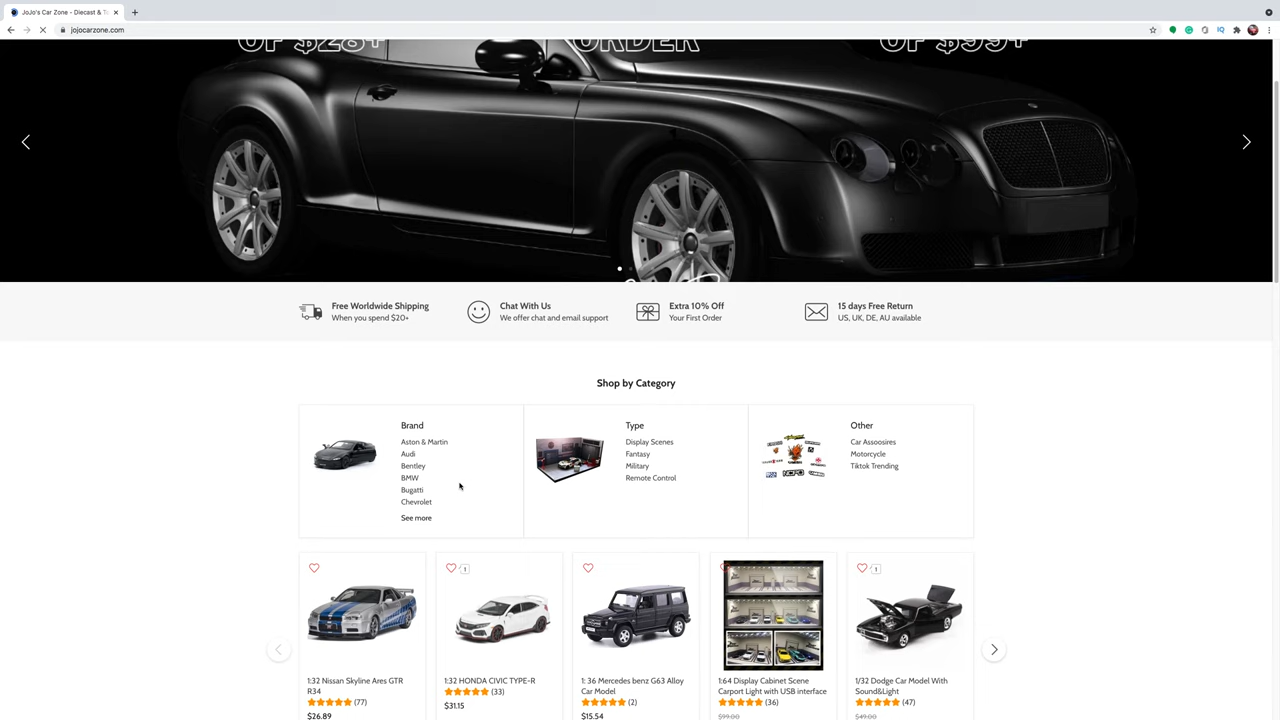 JoJo's Car Zone - Diecast & T
jojocarzone.com
OF $28+ ORDER OF $99+
Free Worldwide Shipping
When you spend $20+
Chat With Us
We offer chat and email support
Extra 10% Off
Your First Order
15 days Free Return
US, UK, DE, AU available
Shop by Category
Brand
Aston & Martin
Audi
Bentley
BMW
Bugatti
Chevrolet
See more
Type
Display Scenes
Fantasy
Military
Remote Control
Other
Car Assoosires
Motorcycle
Tiktok Trending
1
1
1:32 Nissan Skyline Ares GTR
R34
(77)
$26.89
1:32 HONDA CIVIC TYPE-R
(33)
$31.15
1: 36 Mercedes benz G63 Alloy
Car Model
(2)
$15.54
1:64 Display Cabinet Scene
Carport Light with USB interface
(36)
$99.00
1/32 Dodge Car Model With
Sound&Light
(47)
$49.00